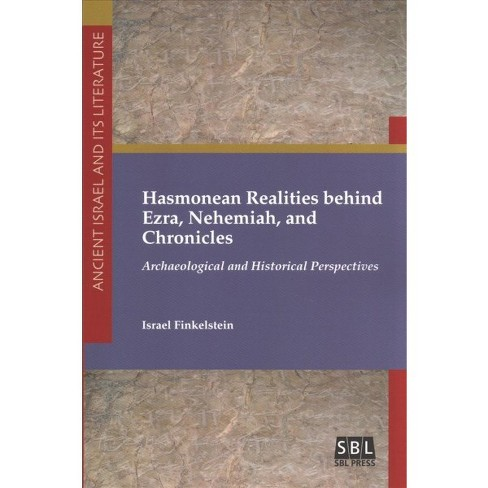 ANCIENT ISRAEL AND ITS LITERATURE
Hasmonean Realities behind
Ezra, Nehemiah, and
Chronicles
Archaeological and Historical Perspectives
Israel Finkelstein
SBL
SBL PRESS